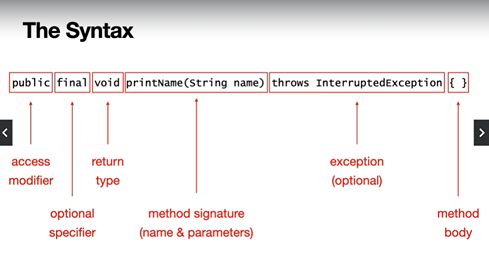 The Syntax
public final void printName(String name) throws InterruptedException { }
access return exception
modifier type (optional)
optional method signature method
specifier (name & parameters) body